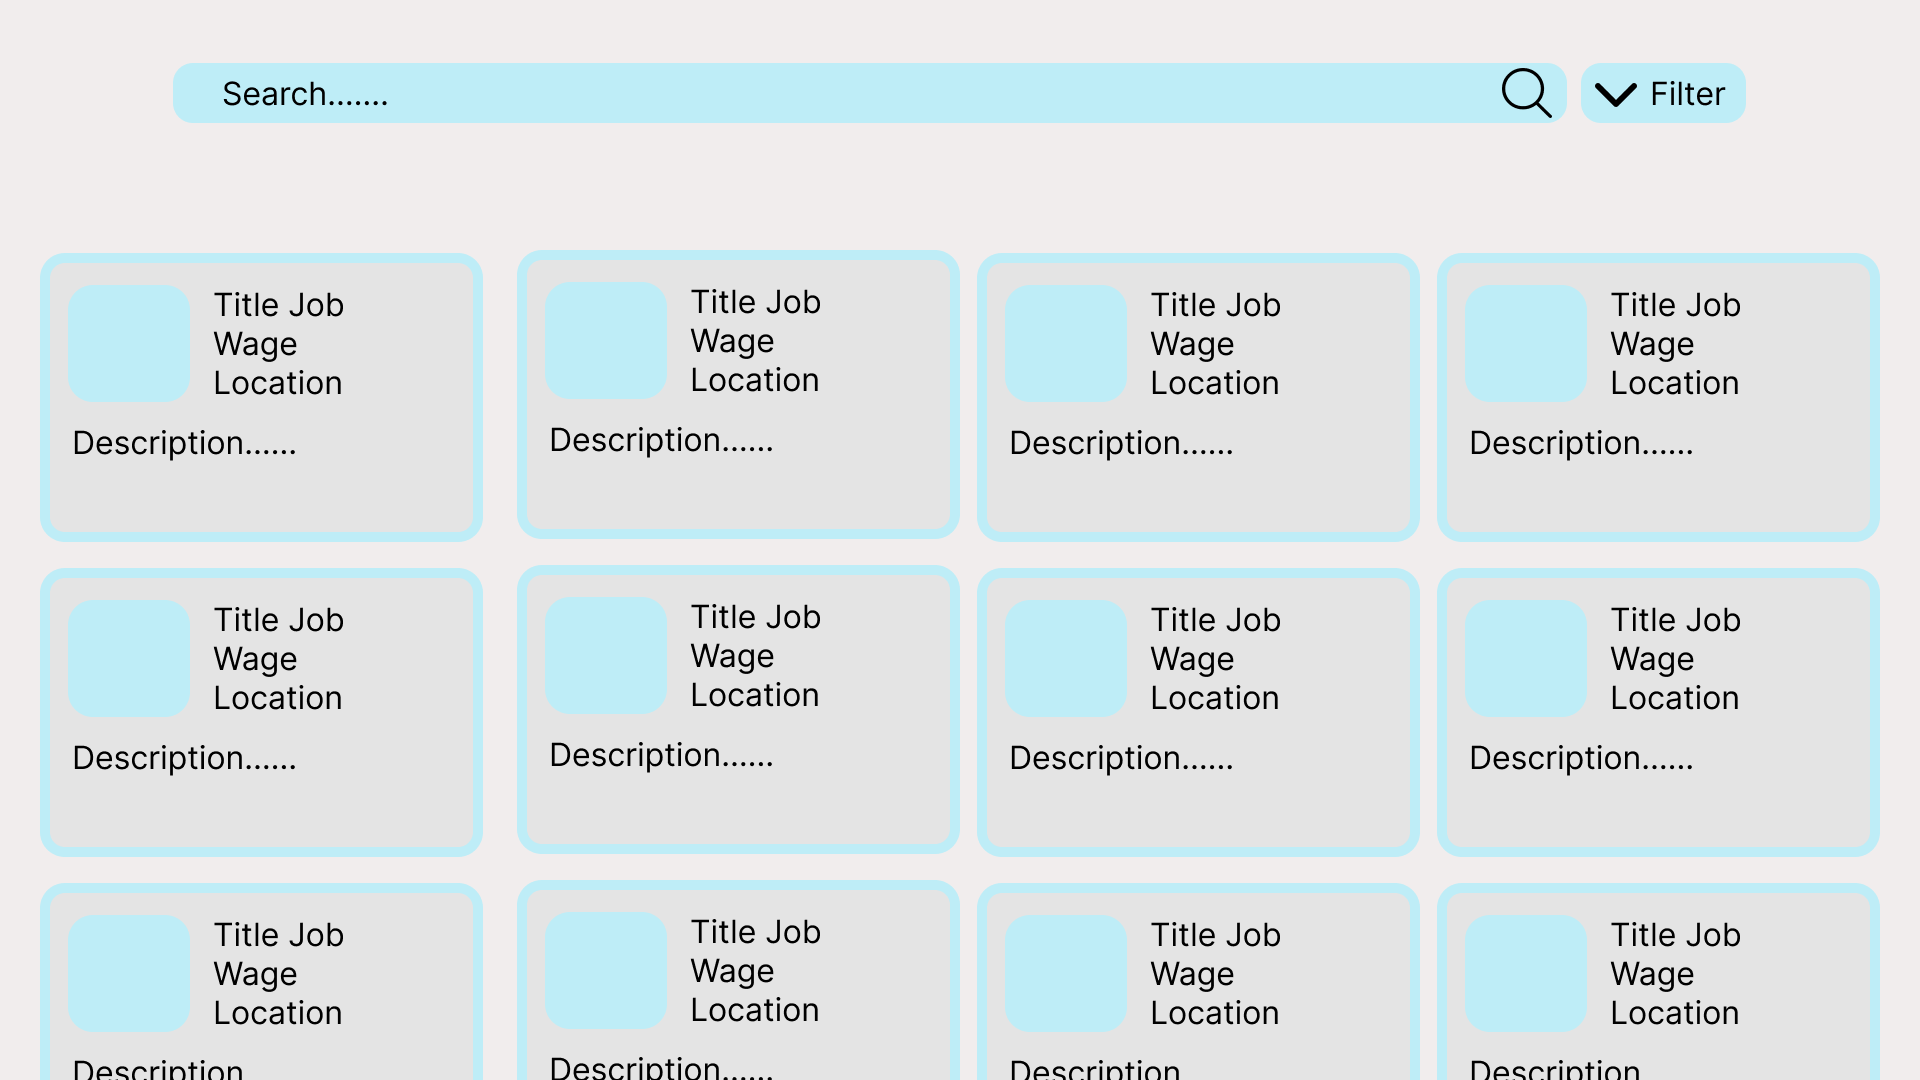 Search.......
Filter
Title Job
Wage
Location
Description......
Title Job
Wage
Location
Description......
Title Job
Wage
Location
Description......
Title Job
Wage
Location
Description......
Title Job
Wage
Location
Description......
Title Job
Wage
Location
Description......
Title Job
Wage
Location
Description......
Title Job
Wage
Location
Description......
Title Job
Wage
Location
Description
Title Job
Wage
Location
Description......
Title Job
Wage
Location
Description
Title Job
Wage
Location
Description